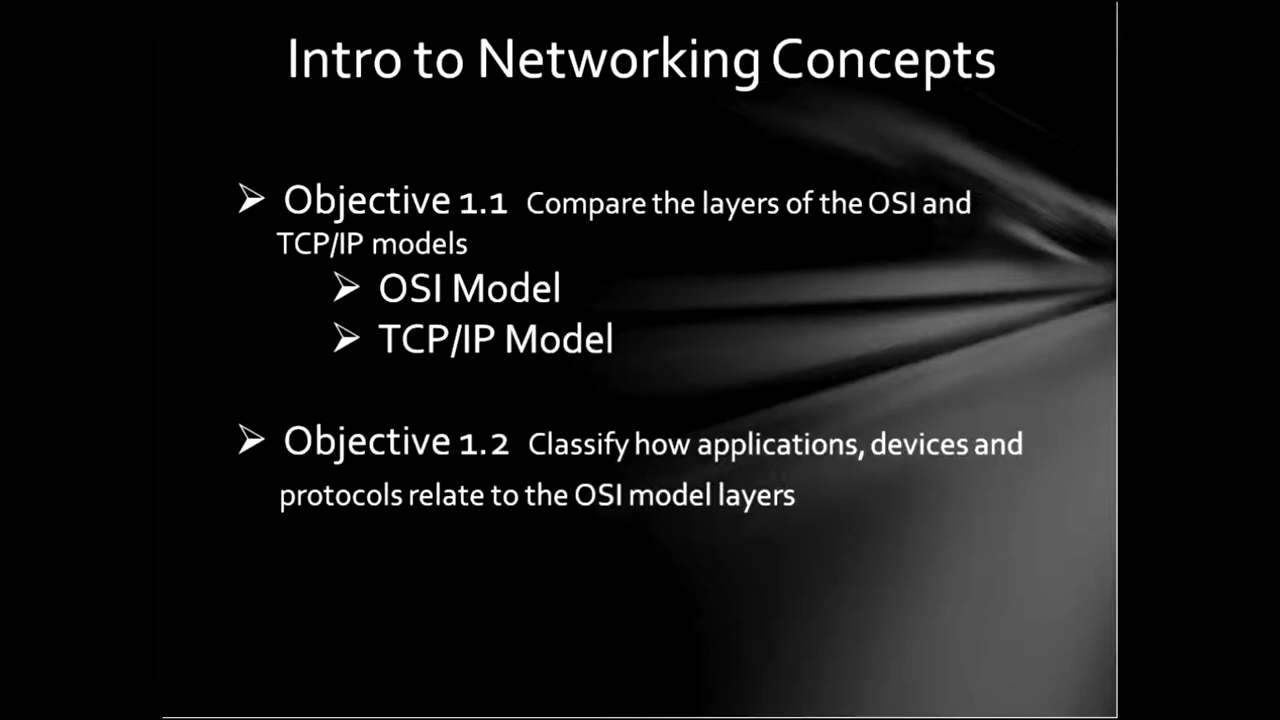 Intro to Networking Concepts
➢ Objective 1.1 Compare the layers of the OSI and
TCP/IP models
➢ OSI Model
➢ TCP/IP Model
➢ Objective 1.2 Classify how applications, devices and
protocols relate to the OSI model layers